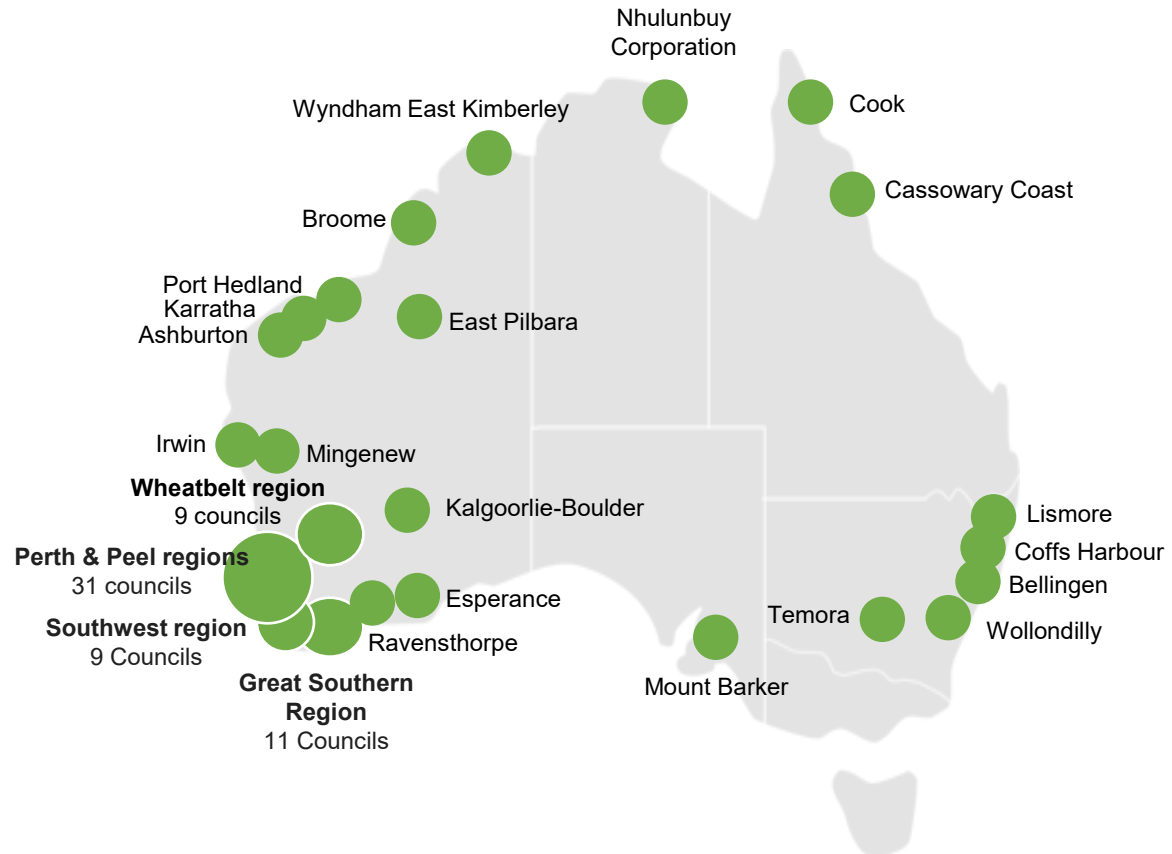 Nhulunbuy
Corporation
Wyndham East Kimberley
Cook
Cassowary Coast
Broome
Port Hedland
Karratha
Ashburton
East Pilbara
Irwin
Mingenew
Wheatbelt region
9 councils
Kalgoorlie-Boulder
Lismore
Coffs Harbour
Bellingen
Perth & Peel regions
31 councils
Esperance
Temora
Wollondilly
Southwest region
9 Councils
Ravensthorpe
Mount Barker
Great Southern
Region
11 Councils